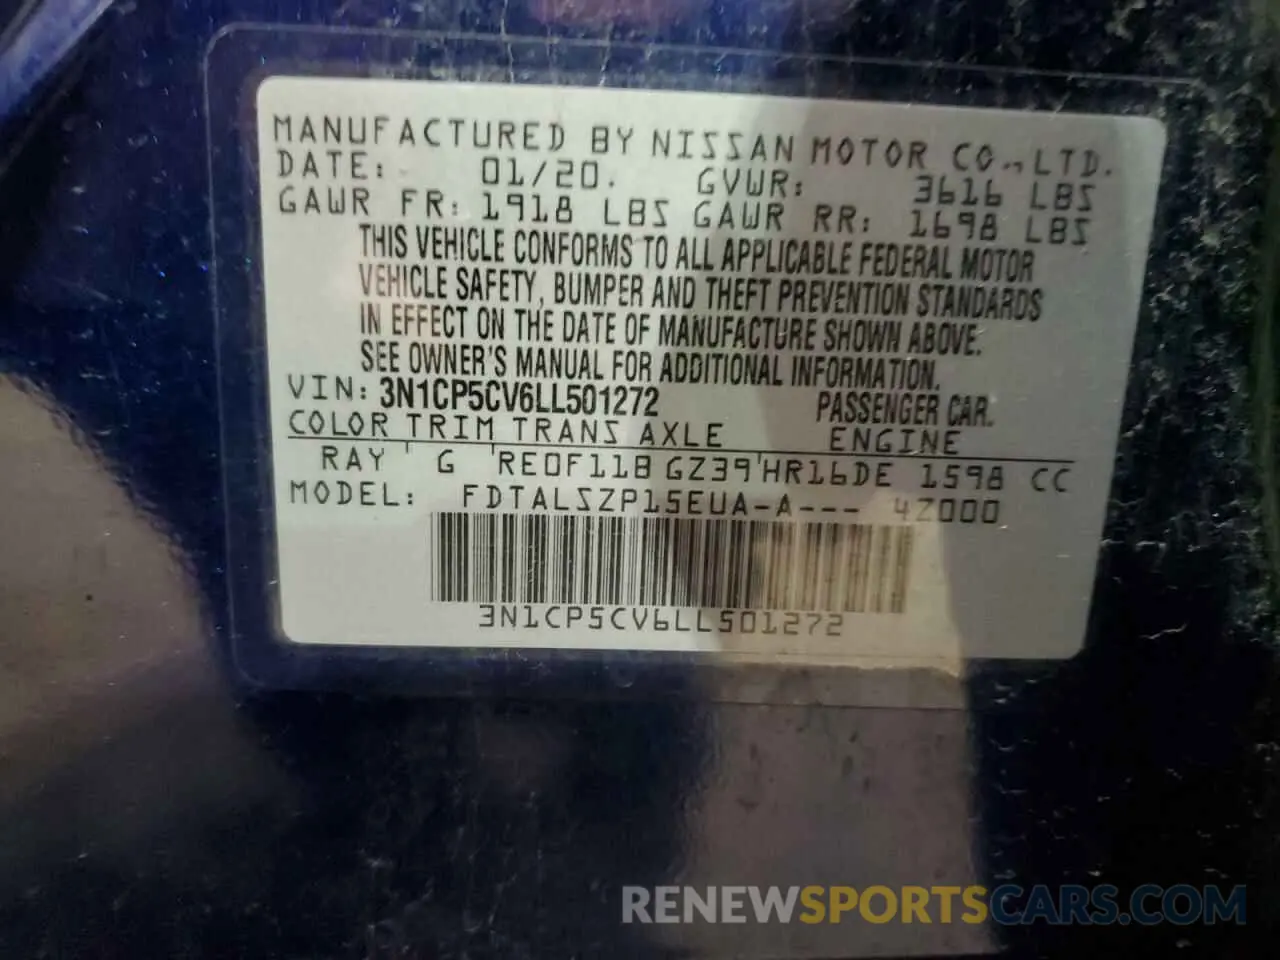 MANUFACTURED BY NISSAN MOTOR CO., LTD.
DATE: 01/20. GVWR: 3616 LBS
GAWR FR: 1918 LBS GAWR RR: 1698 LBS
THIS VEHICLE CONFORMS TO ALL APPLICABLE FEDERAL MOTOR
VEHICLE SAFETY, BUMPER AND THEFT PREVENTION STANDARDS
IN EFFECT ON THE DATE OF MANUFACTURE SHOWN ABOVE.
SEE OWNER'S MANUAL FOR ADDITIONAL INFORMATION.
VIN: 3N1CP5CV6LL501272 PASSENGER CAR.
COLOR TRIM TRANS AXLE ENGINE
RAY G RE0F11B GZ39 HR16DE 1598 CC
MODEL: FDTALSZP15EUA-A--- 4Z000
3N1CP5CV6LL501272
RENEWSPORTSCARS.COM